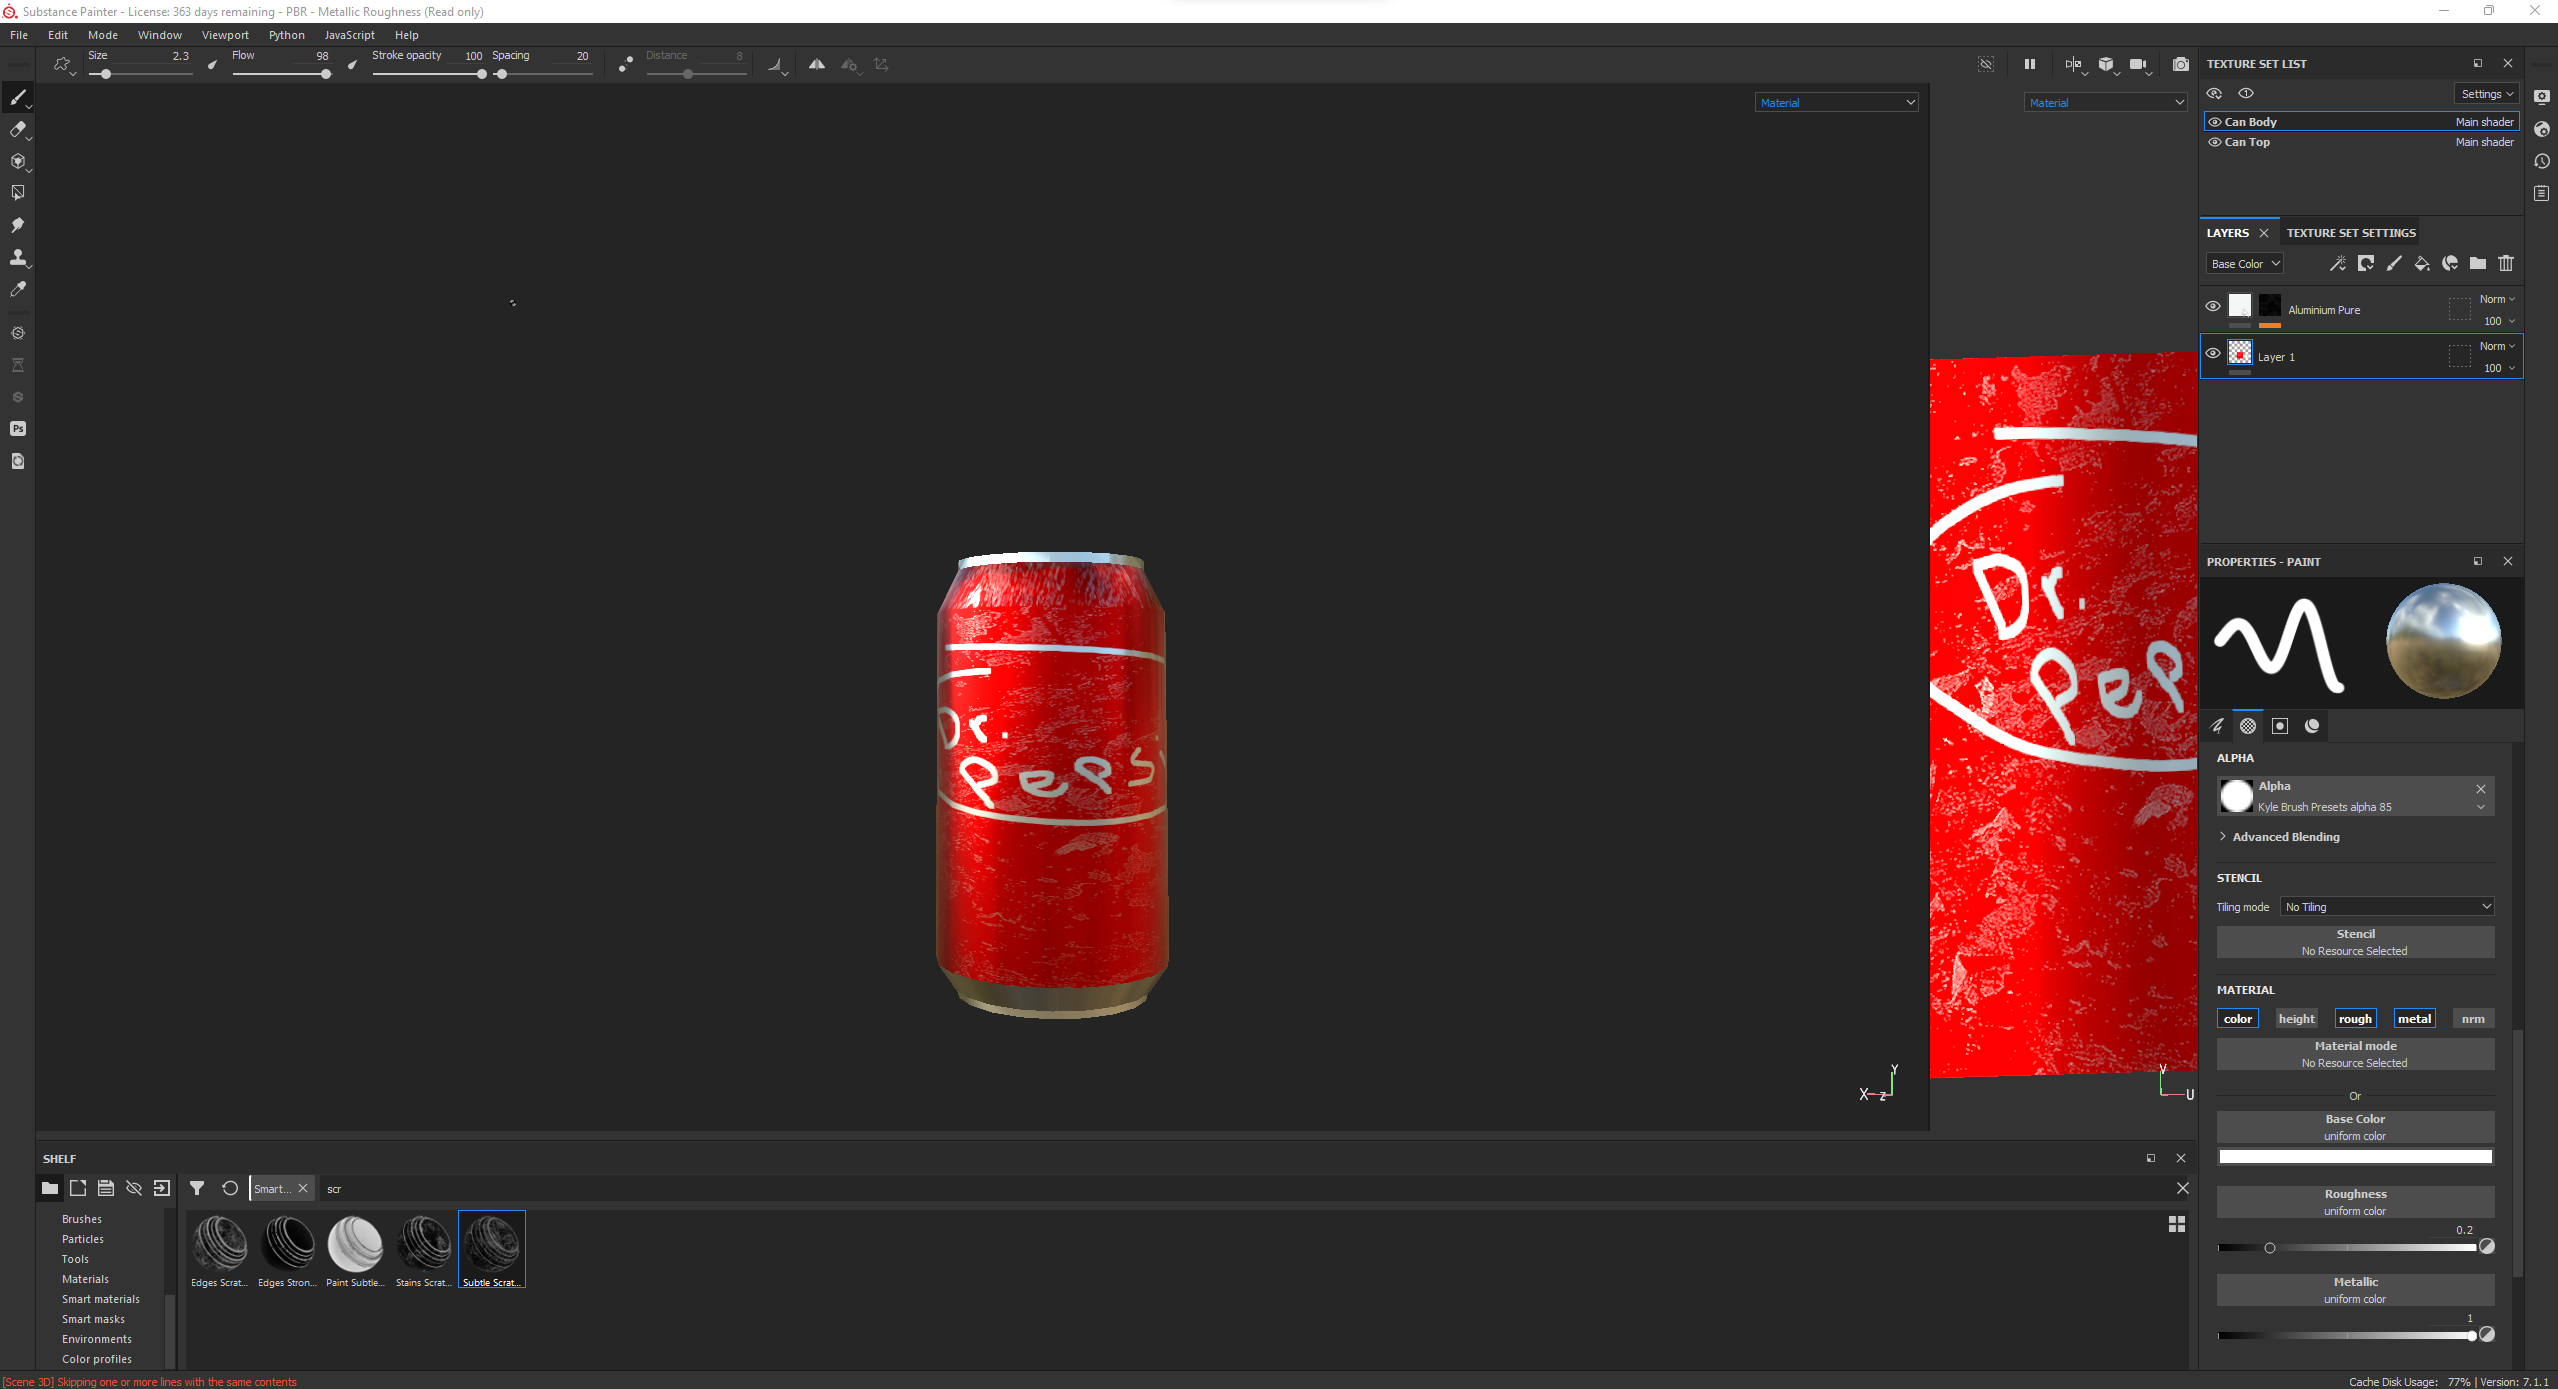 Substance Painter - License: 363 days remaining - PBR - Metallic Roughness (Read only)
File Edit Mode Window Viewport Python JavaScript Help
Size 2.3 Flow 98 Stroke opacity 100 Spacing 20 Distance 8
Material
Material
Dr.
Pepsi
Dr.
Pep
Y
X
Z
V
U
TEXTURE SET LIST
Settings
Can Body Main shader
Can Top Main shader
LAYERS TEXTURE SET SETTINGS
Base Color
Aluminium Pure Norm
100
Layer 1 Norm
100
PROPERTIES - PAINT
ALPHA
Alpha
Kyle Brush Presets alpha 85
Advanced Blending
STENCIL
Tiling mode No Tiling
Stencil
No Resource Selected
MATERIAL
color height rough metal nrm
Material mode
No Resource Selected
Or
Base Color
uniform color
Roughness
uniform color
0.2
Metallic
uniform color
1
Ps
SHELF
Smart... scr
Brushes
Particles
Tools
Materials
Smart materials
Smart masks
Environments
Color profiles
Edges Scrat... Edges Stron... Paint Subtle... Stains Scrat... Subtle Scrat...
[Scene 3D] Skipping one or more lines with the same contents
Cache Disk Usage: 77% | Version: 7.1.1